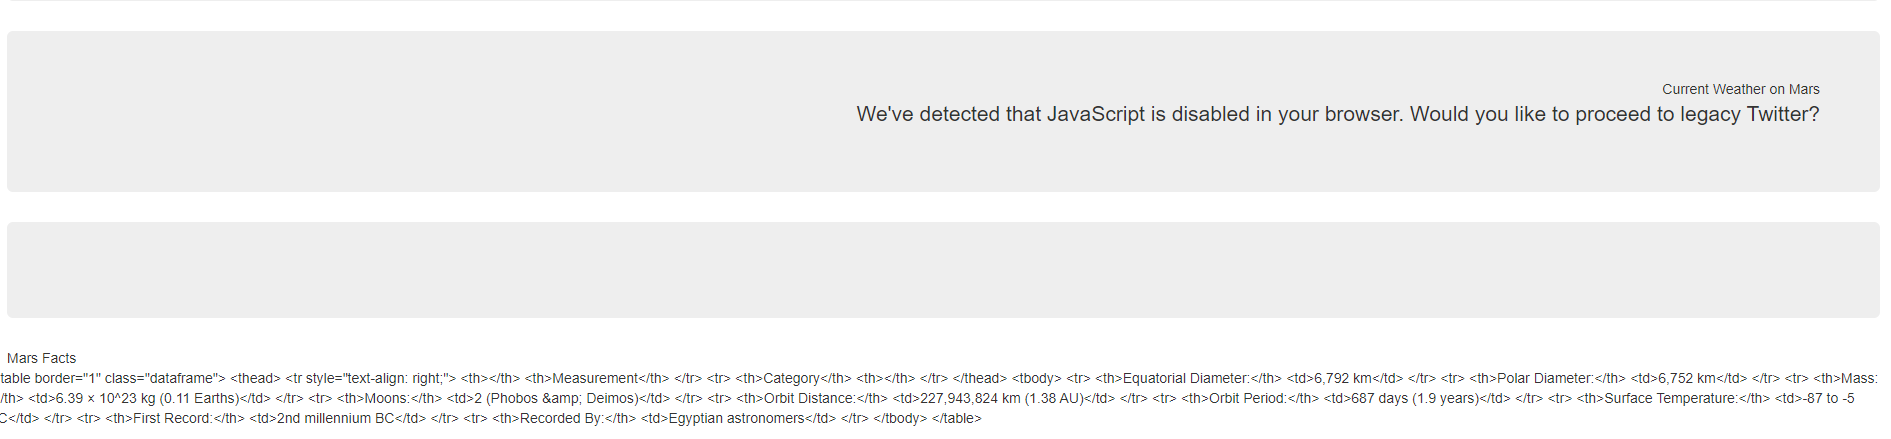 Current Weather on Mars
We've detected that JavaScript is disabled in your browser. Would you like to proceed to legacy Twitter?
Mars Facts
table border="1" class="dataframe"> <thead> <tr style="text-align: right;"> <th></th> <th>Measurement</th> </tr> <tr> <th>Category</th> <th></th> </tr> </thead> <tbody> <tr> <th>Equatorial Diameter:</th> <td>6,792 km</td> </tr> <tr> <th>Polar Diameter:</th> <td>6,752 km</td> </tr> <tr> <th>Mass:
/th> <td>6.39 × 10^23 kg (0.11 Earths)</td> </tr> <tr> <th>Moons:</th> <td>2 (Phobos &amp; Deimos)</td> </tr> <tr> <th>Orbit Distance:</th> <td>227,943,824 km (1.38 AU)</td> </tr> <tr> <th>Orbit Period:</th> <td>687 days (1.9 years)</td> </tr> <tr> <th>Surface Temperature:</th> <td>-87 to -5
C</td> </tr> <tr> <th>First Record:</th> <td>2nd millennium BC</td> </tr> <tr> <th>Recorded By:</th> <td>Egyptian astronomers</td> </tr> </tbody> </table>